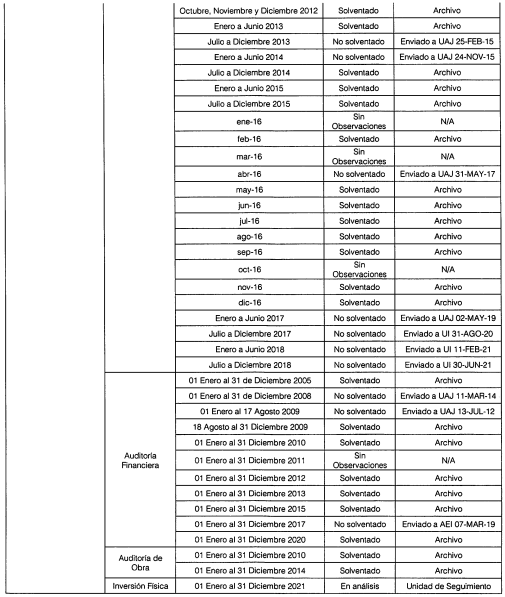 Octubre, Noviembre y Diciembre 2012 Solventado Archivo
Enero a Junio 2013 Solventado Archivo
Julio a Diciembre 2013 No solventado Enviado a UAJ 25-FEB-15
Enero a Junio 2014 No solventado Enviado a UAJ 24-NOV-15
Julio a Diciembre 2014 Solventado Archivo
Enero a Junio 2015 Solventado Archivo
Julio a Diciembre 2015 Solventado Archivo
ene-16 Sin Observaciones N/A
feb-16 Solventado Archivo
mar-16 Sin Observaciones N/A
abr-16 No solventado Enviado a UAJ 31-MAY-17
may-16 Solventado Archivo
jun-16 Solventado Archivo
jul-16 Solventado Archivo
ago-16 Solventado Archivo
sep-16 Solventado Archivo
oct-16 Sin Observaciones N/A
nov-16 Solventado Archivo
dic-16 Solventado Archivo
Enero a Junio 2017 No solventado Enviado a UAJ 02-MAY-19
Julio a Diciembre 2017 No solventado Enviado a UI 31-AGO-20
Enero a Junio 2018 No solventado Enviado a UI 11-FEB-21
Julio a Diciembre 2018 No solventado Enviado a UI 30-JUN-21
Auditoría Financiera
01 Enero al 31 de Diciembre 2005 Solventado Archivo
01 Enero al 31 de Diciembre 2008 No solventado Enviado a UAJ 11-MAR-14
01 Enero al 17 Agosto 2009 No solventado Enviado a UAJ 13-JUL-12
18 Agosto al 31 Diciembre 2009 Solventado Archivo
01 Enero al 31 Diciembre 2010 Solventado Archivo
01 Enero al 31 Diciembre 2011 Sin Observaciones N/A
01 Enero al 31 Diciembre 2012 Solventado Archivo
01 Enero al 31 Diciembre 2013 Solventado Archivo
01 Enero al 31 Diciembre 2015 Solventado Archivo
01 Enero al 31 Diciembre 2017 No solventado Enviado a AEI 07-MAR-19
01 Enero al 31 Diciembre 2020 Solventado Archivo
Auditoría de Obra
01 Enero al 31 Diciembre 2010 Solventado Archivo
01 Enero al 31 Diciembre 2014 Solventado Archivo
Inversión Física 01 Enero al 31 Diciembre 2021 En análisis Unidad de Seguimiento